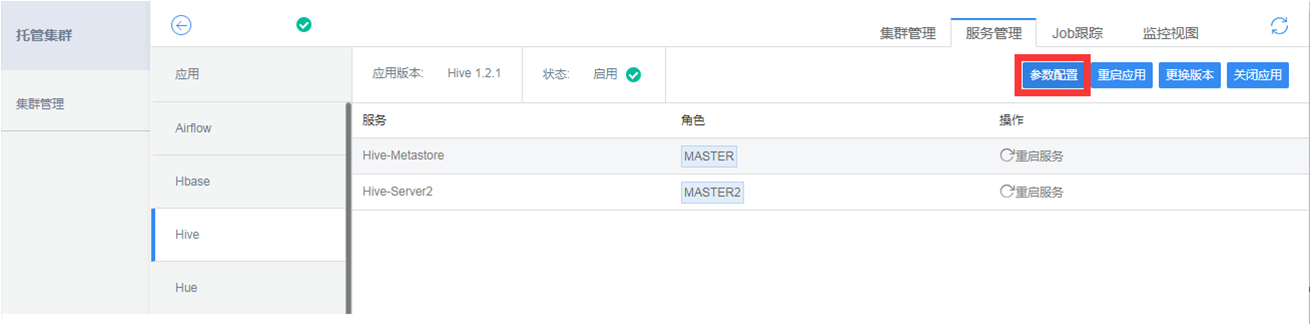 托管集群
集群管理
集群管理 服务管理 Job跟踪 监控视图
应用
Airflow
Hbase
Hive
Hue
应用版本: Hive 1.2.1 状态: 启用
参数配置 重启应用 更换版本 关闭应用
服务 角色 操作
Hive-Metastore MASTER 重启服务
Hive-Server2 MASTER2 重启服务